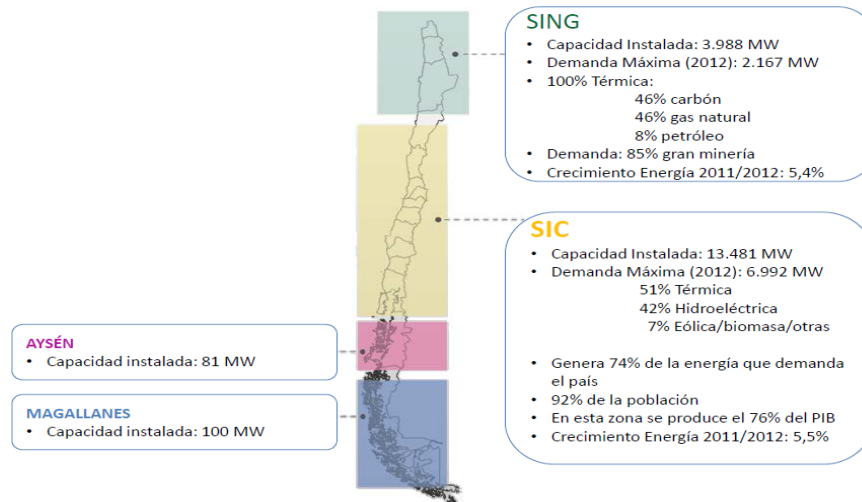 SING
• Capacidad Instalada: 3.988 MW
• Demanda Máxima (2012): 2.167 MW
• 100% Térmica:
46% carbón
46% gas natural
8% petróleo
• Demanda: 85% gran minería
• Crecimiento Energía 2011/2012: 5,4%
SIC
• Capacidad Instalada: 13.481 MW
• Demanda Máxima (2012): 6.992 MW
51% Térmica
42% Hidroeléctrica
7% Eólica/biomasa/otras
• Genera 74% de la energía que demanda
el país
• 92% de la población
• En esta zona se produce el 76% del PIB
• Crecimiento Energía 2011/2012: 5,5%
AYSÉN
• Capacidad instalada: 81 MW
MAGALLANES
• Capacidad instalada: 100 MW